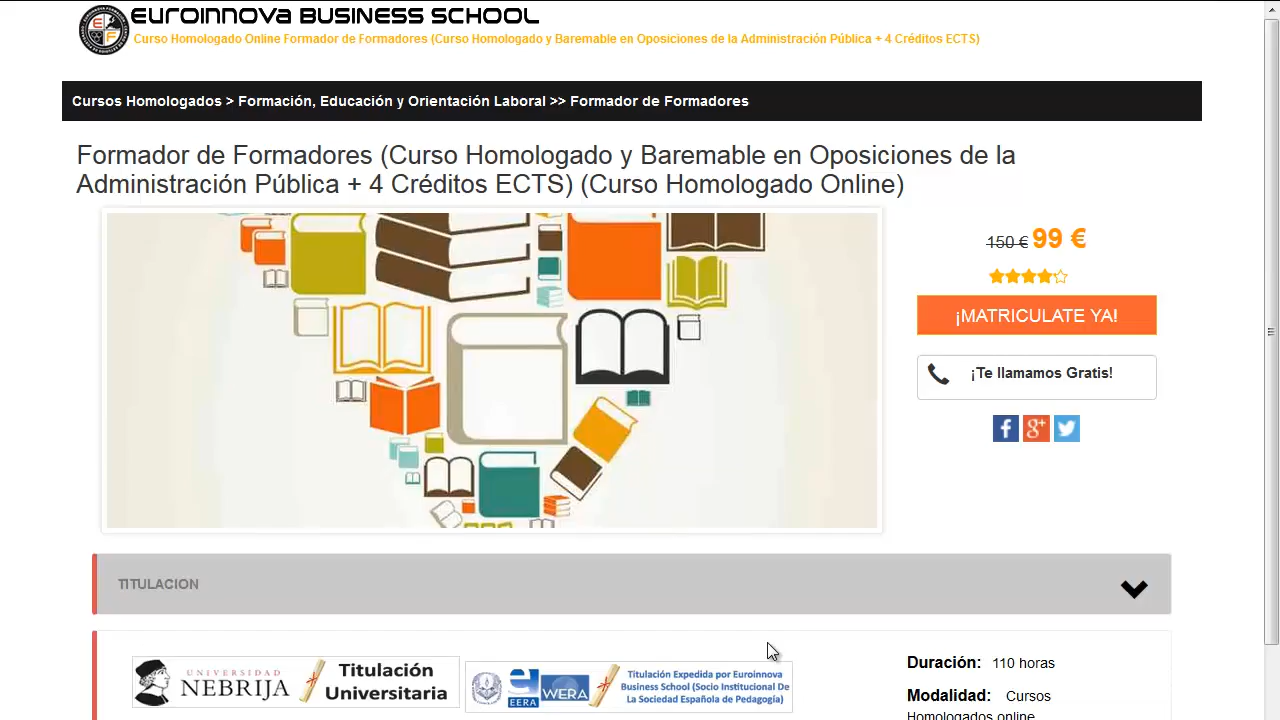 EUROINNOVA BUSINESS SCHOOL
Curso Homologado Online Formador de Formadores (Curso Homologado y Baremable en Oposiciones de la Administración Pública + 4 Créditos ECTS)
Cursos Homologados > Formación, Educación y Orientación Laboral >> Formador de Formadores
Formador de Formadores (Curso Homologado y Baremable en Oposiciones de la
Administración Pública + 4 Créditos ECTS) (Curso Homologado Online)
150 € 99 €
¡MATRICULATE YA!
¡Te llamamos Gratis!
TITULACION
UNIVERSIDAD
NEBRIJA
Titulación
Universitaria
EERA
WERA
Titulación Expedida por Euroinnova
Business School (Socio Institucional De
La Sociedad Española de Pedagogía)
Duración: 110 horas
Modalidad: Cursos
Homologados online